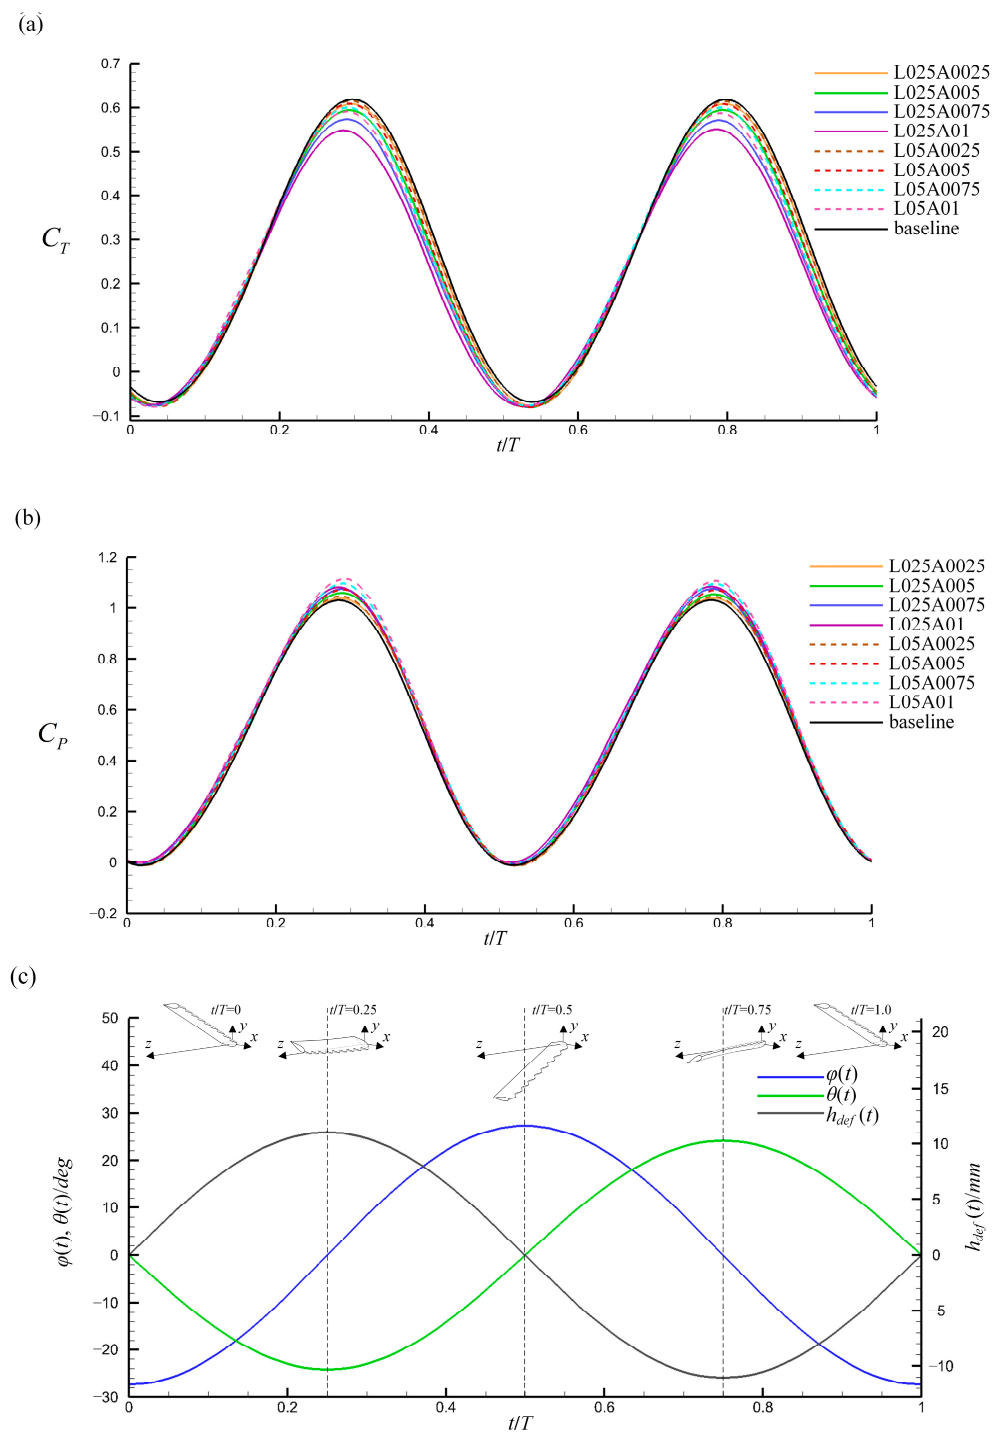 (a)
0.7
0.6
0.5
0.4
0.3
0.2
0.1
0
−0.1
C_T
0 0.2 0.4 0.6 0.8 1
t/T
L025A0025
L025A005
L025A0075
L025A01
L05A0025
L05A005
L05A0075
L05A01
baseline
(b)
1.2
1
0.8
0.6
0.4
0.2
0
−0.2
C_P
0 0.2 0.4 0.6 0.8 1
t/T
L025A0025
L025A005
L025A0075
L025A01
L05A0025
L05A005
L05A0075
L05A01
baseline
(c)
t/T=0 t/T=0.25 t/T=0.5 t/T=0.75 t/T=1.0
z y x z y x z y x z y x z y x
φ(t)
θ(t)
h_def (t)
50
40
30
20
10
0
−10
−20
−30
φ(t), θ(t)/deg
20
15
10
5
0
−5
−10
h_def (t)/mm
0 0.2 0.4 0.6 0.8 1
t/T